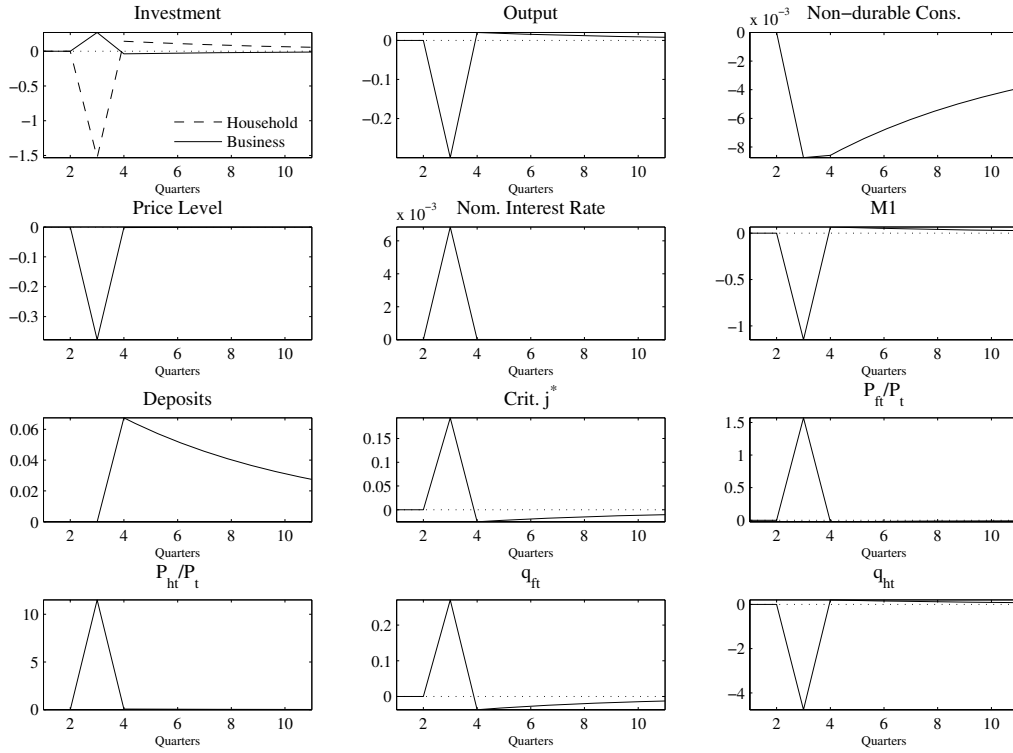 Investment
0
−0.5
−1
−1.5
Household
Business
2 4 6 8 10
Quarters
Output
0
−0.1
−0.2
2 4 6 8 10
Quarters
Non−durable Cons.
x 10⁻³
0
−2
−4
−6
−8
2 4 6 8 10
Quarters
Price Level
0
−0.1
−0.2
−0.3
2 4 6 8 10
Quarters
Nom. Interest Rate
x 10⁻³
6
4
2
0
2 4 6 8 10
Quarters
M1
0
−0.5
−1
2 4 6 8 10
Quarters
Deposits
0.06
0.04
0.02
0
2 4 6 8 10
Quarters
Crit. j*
0.15
0.1
0.05
0
2 4 6 8 10
Quarters
P_ft/P_t
1.5
1
0.5
0
2 4 6 8 10
Quarters
P_ht/P_t
10
5
0
2 4 6 8 10
Quarters
q_ft
0.2
0.1
0
2 4 6 8 10
Quarters
q_ht
0
−2
−4
2 4 6 8 10
Quarters